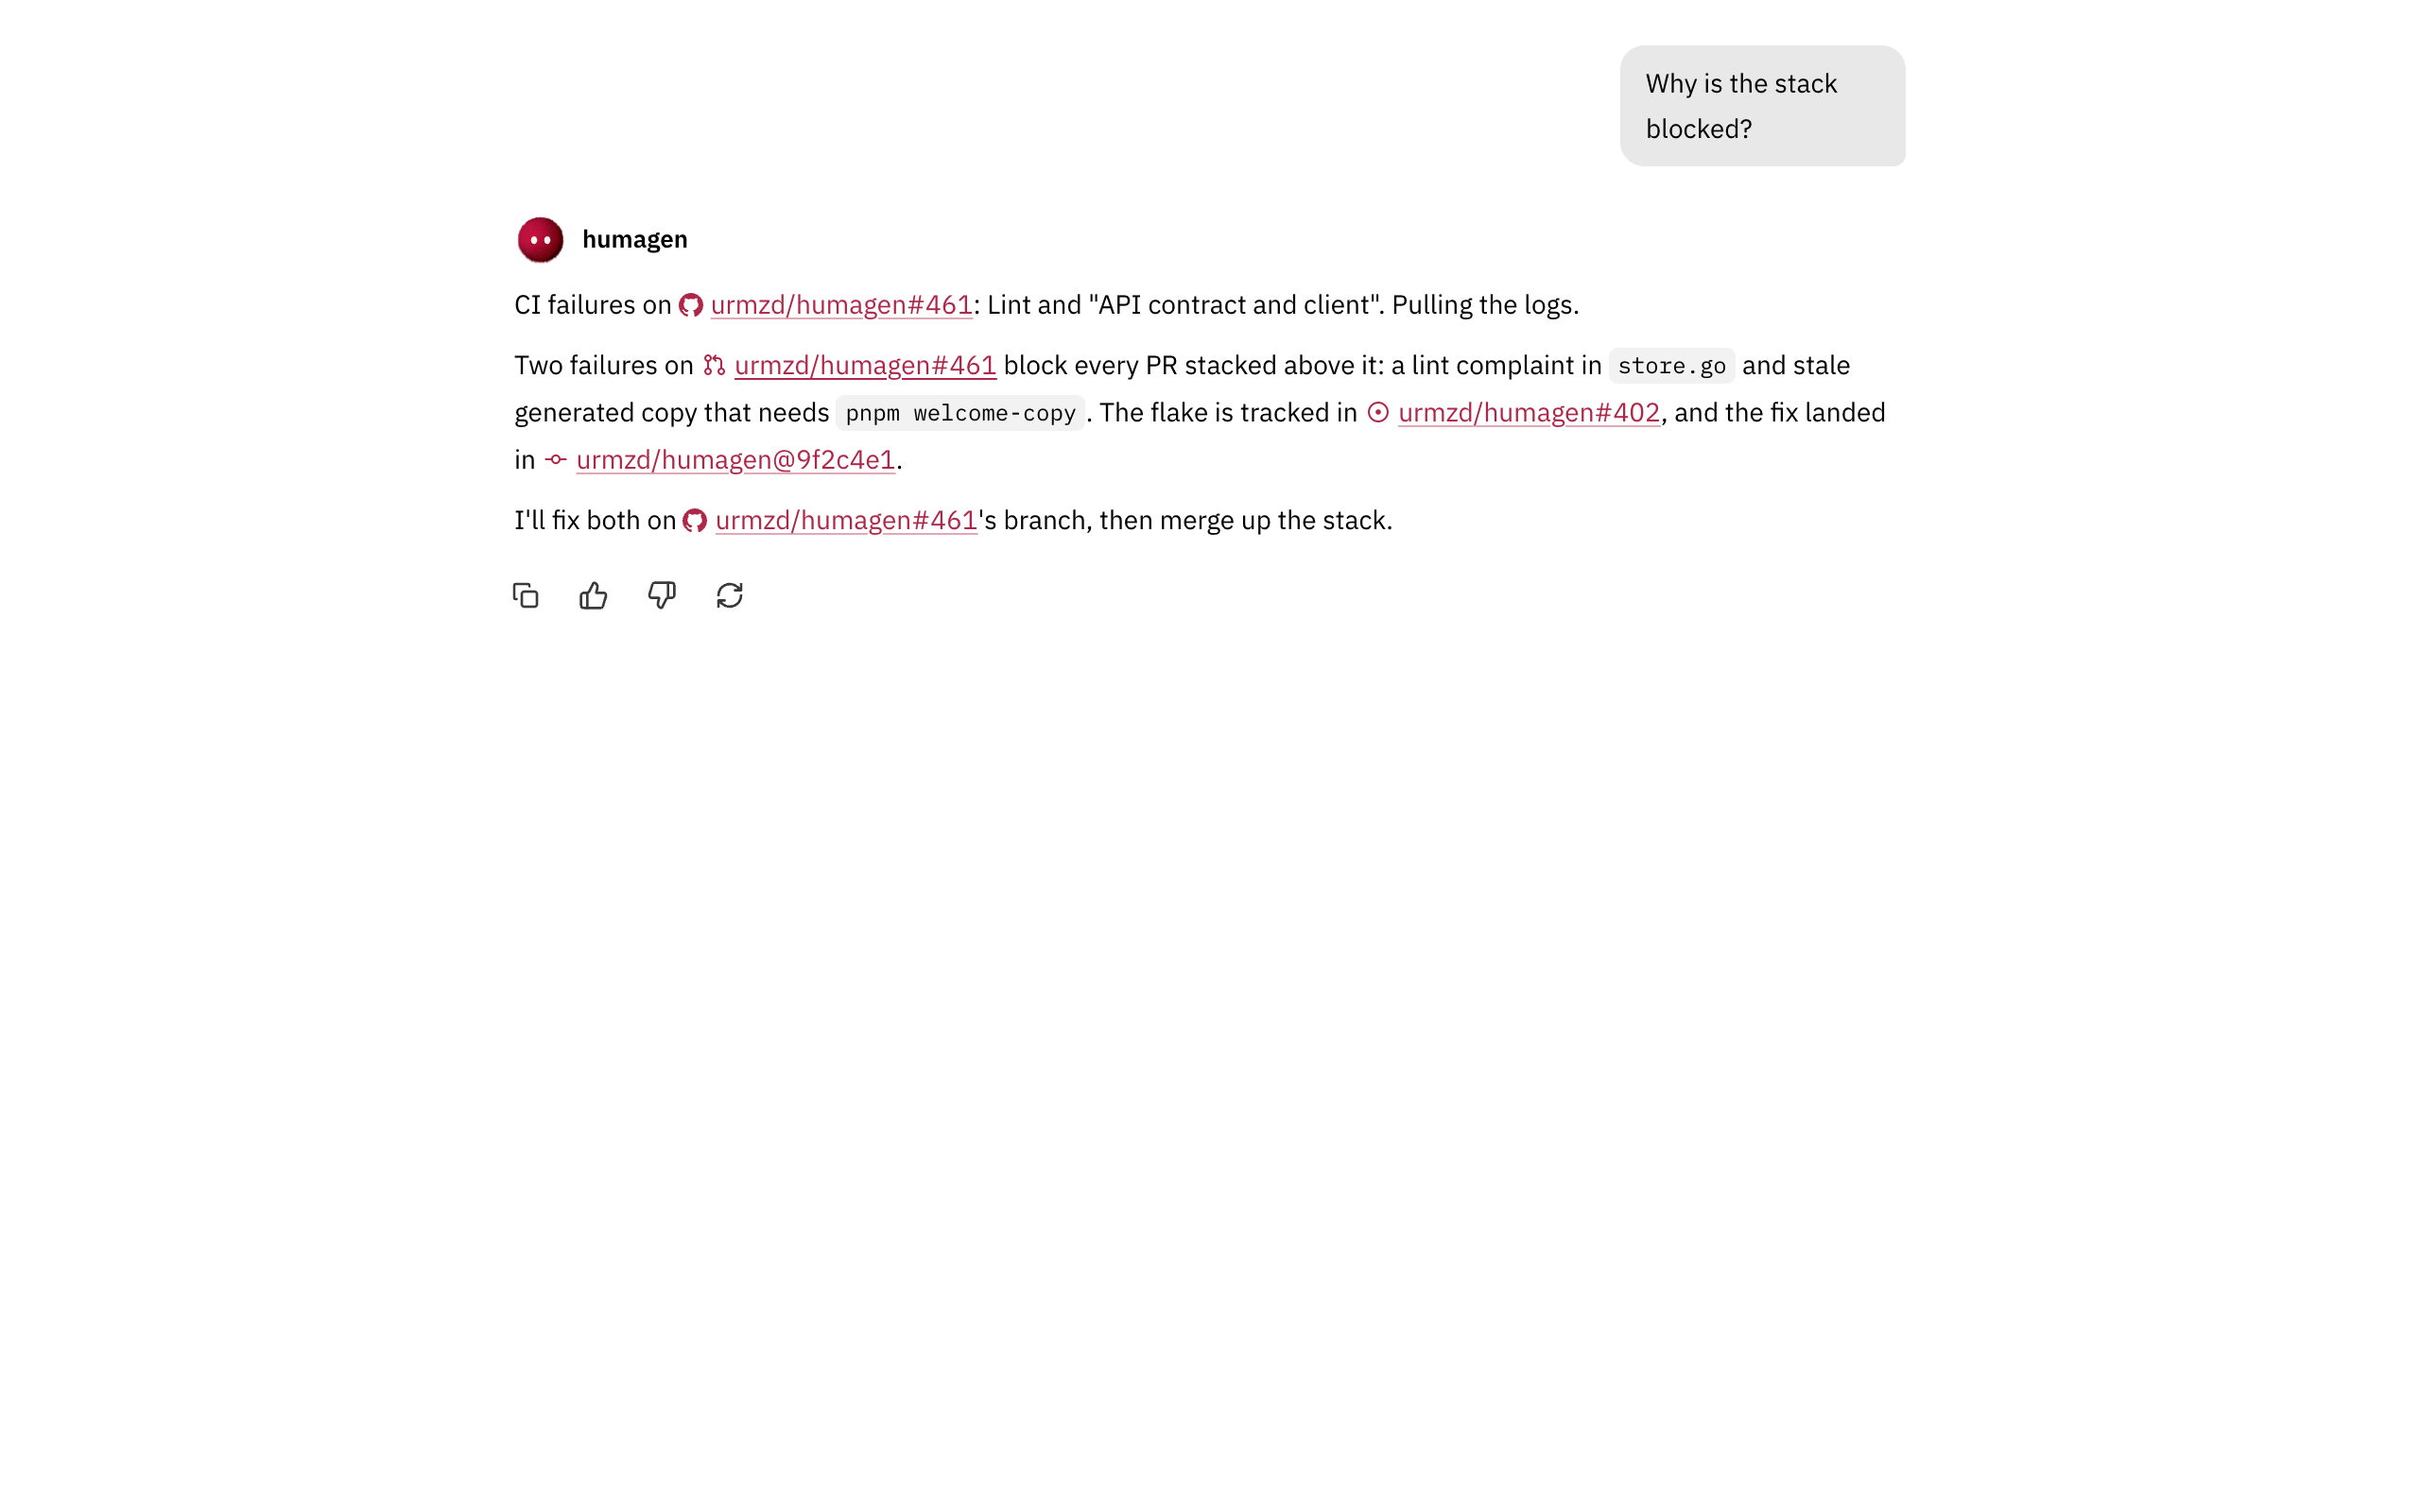 Why is the stack
blocked?
humagen
CI failures on urmzd/humagen#461: Lint and "API contract and client". Pulling the logs.
Two failures on urmzd/humagen#461 block every PR stacked above it: a lint complaint in store.go and stale
generated copy that needs pnpm welcome-copy. The flake is tracked in urmzd/humagen#402, and the fix landed
in urmzd/humagen@9f2c4e1.
I'll fix both on urmzd/humagen#461's branch, then merge up the stack.